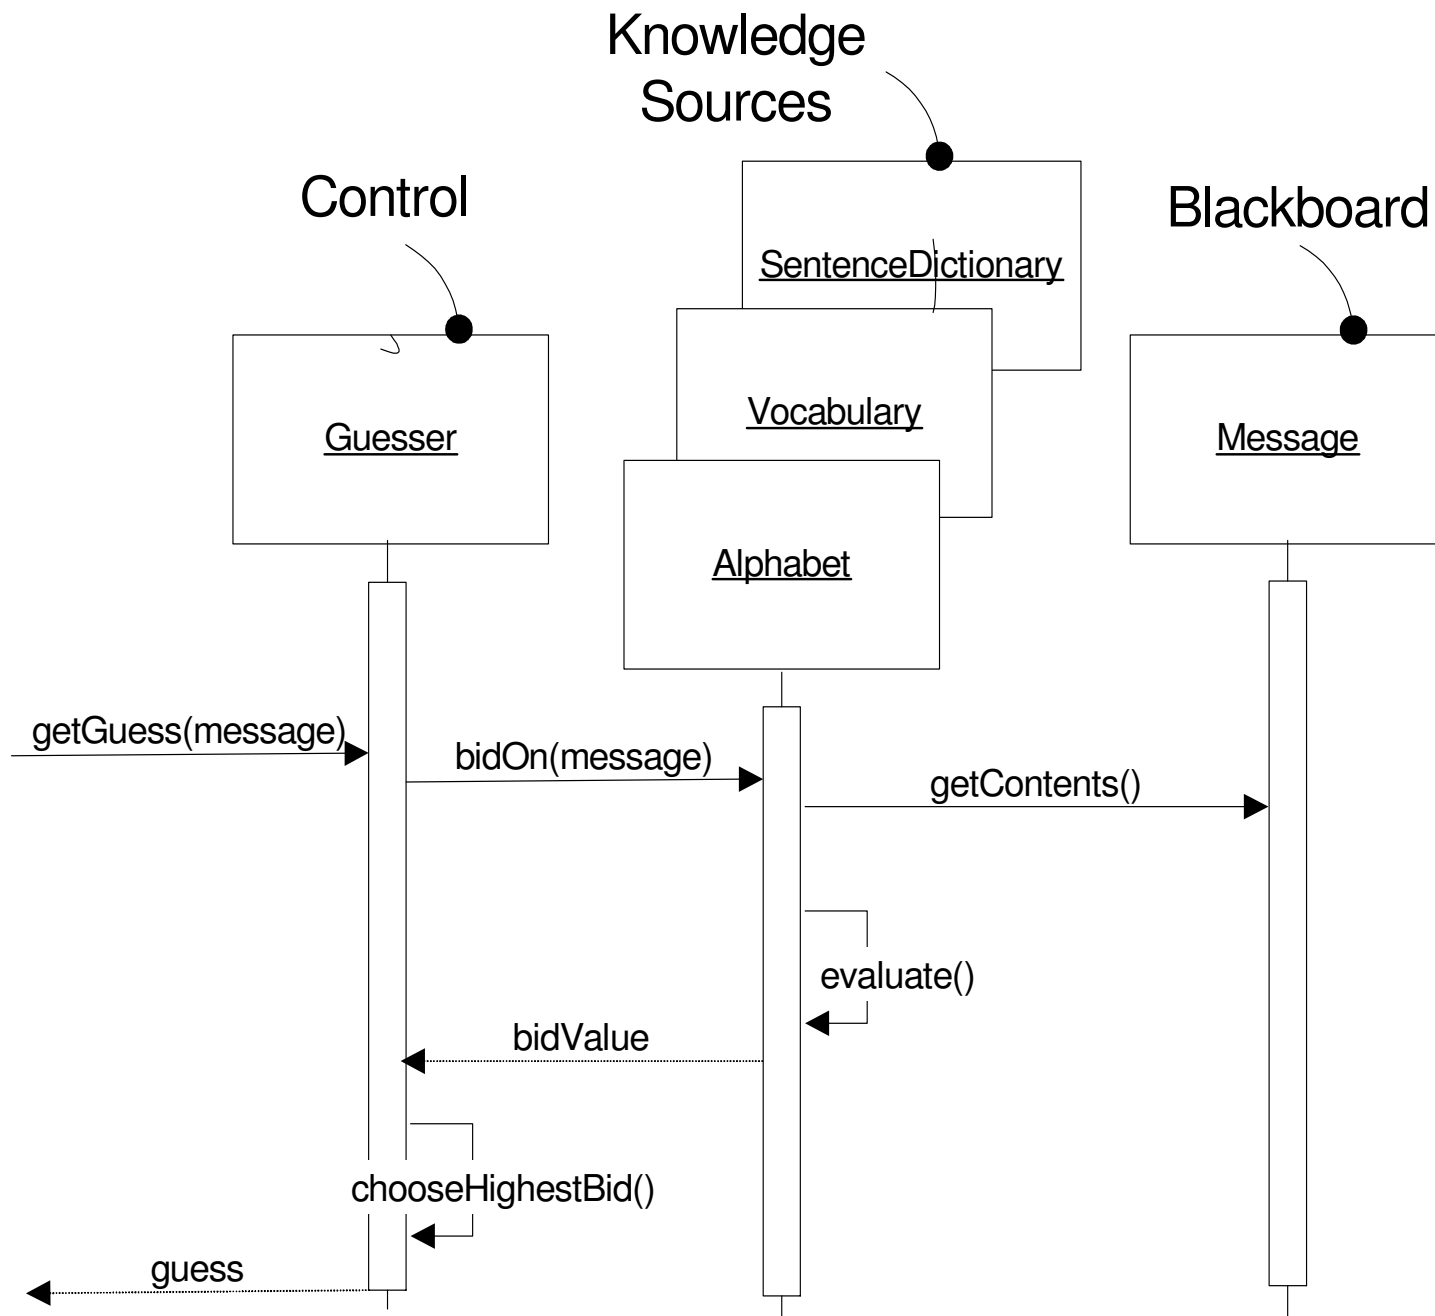 Knowledge
Sources
Control
Blackboard
SentenceDictionary
Vocabulary
Guesser
Message
Alphabet
getGuess(message)
bidOn(message)
getContents()
evaluate()
bidValue
chooseHighestBid()
guess